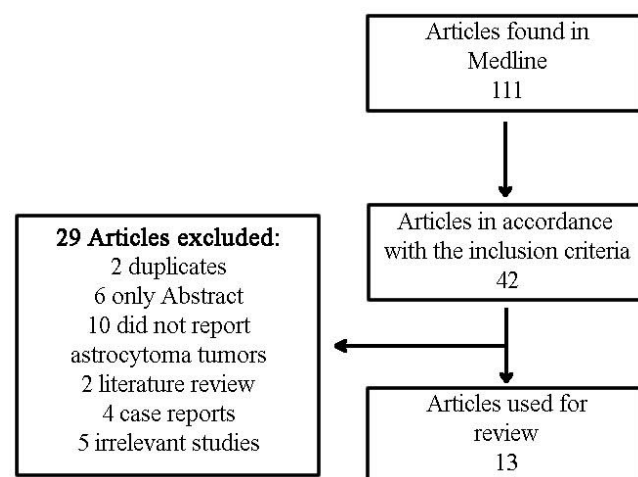 Articles found in
Medline
111
Articles in accordance
with the inclusion criteria
42
29 Articles excluded:
2 duplicates
6 only Abstract
10 did not report
astrocytoma tumors
2 literature review
4 case reports
5 irrelevant studies
Articles used for
review
13